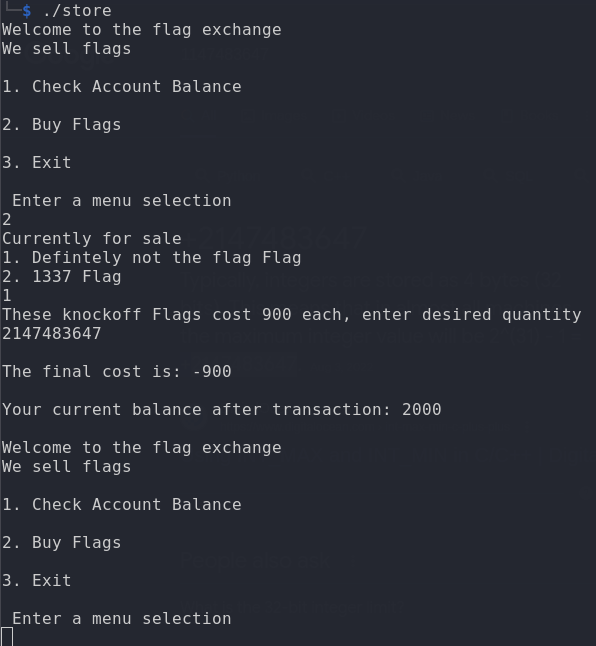 $ ./store
Welcome to the flag exchange
We sell flags
1. Check Account Balance
2. Buy Flags
3. Exit
Enter a menu selection
2
Currently for sale
1. Defintely not the flag Flag
2. 1337 Flag
1
These knockoff Flags cost 900 each, enter desired quantity
2147483647
The final cost is: -900
Your current balance after transaction: 2000
Welcome to the flag exchange
We sell flags
1. Check Account Balance
2. Buy Flags
3. Exit
Enter a menu selection